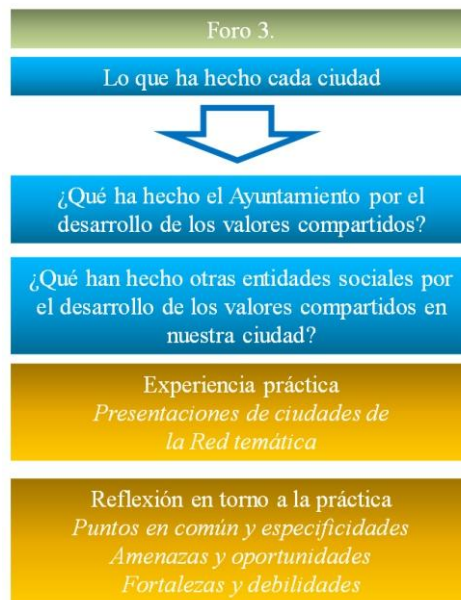 Foro 3.
Lo que ha hecho cada ciudad
¿Qué ha hecho el Ayuntamiento por el
desarrollo de los valores compartidos?
¿Qué han hecho otras entidades sociales por
el desarrollo de los valores compartidos en
nuestra ciudad?
Experiencia práctica
Presentaciones de ciudades de
la Red temática
Reflexión en torno a la práctica
Puntos en común y especificidades
Amenazas y oportunidades
Fortalezas y debilidades